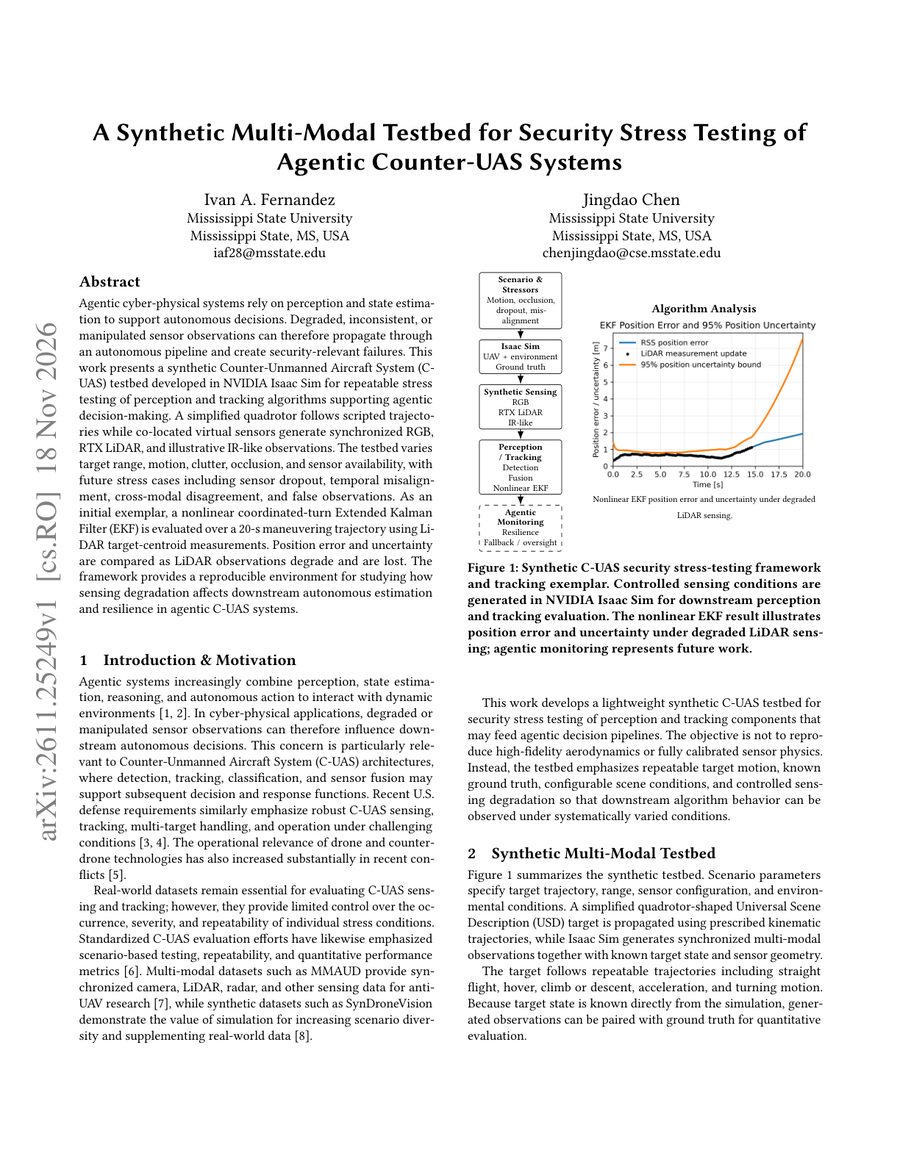 arXiv:2611.25249v1 [cs.RO] 18 Nov 2026
A Synthetic Multi-Modal Testbed for Security Stress Testing of
Agentic Counter-UAS Systems
Ivan A. Fernandez
Mississippi State University
Mississippi State, MS, USA
iaf28@msstate.edu
Jingdao Chen
Mississippi State University
Mississippi State, MS, USA
chenjingdao@cse.msstate.edu
Abstract
Agentic cyber-physical systems rely on perception and state estima-
tion to support autonomous decisions. Degraded, inconsistent, or
manipulated sensor observations can therefore propagate through
an autonomous pipeline and create security-relevant failures. This
work presents a synthetic Counter-Unmanned Aircraft System (C-
UAS) testbed developed in NVIDIA Isaac Sim for repeatable stress
testing of perception and tracking algorithms supporting agentic
decision-making. A simplified quadrotor follows scripted trajecto-
ries while co-located virtual sensors generate synchronized RGB,
RTX LiDAR, and illustrative IR-like observations. The testbed varies
target range, motion, clutter, occlusion, and sensor availability, with
future stress cases including sensor dropout, temporal misalign-
ment, cross-modal disagreement, and false observations. As an
initial exemplar, a nonlinear coordinated-turn Extended Kalman
Filter (EKF) is evaluated over a 20-s maneuvering trajectory using Li-
DAR target-centroid measurements. Position error and uncertainty
are compared as LiDAR observations degrade and are lost. The
framework provides a reproducible environment for studying how
sensing degradation affects downstream autonomous estimation
and resilience in agentic C-UAS systems.
1 Introduction & Motivation
Agentic systems increasingly combine perception, state estima-
tion, reasoning, and autonomous action to interact with dynamic
environments [1, 2]. In cyber-physical applications, degraded or
manipulated sensor observations can therefore influence down-
stream autonomous decisions. This concern is particularly rele-
vant to Counter-Unmanned Aircraft System (C-UAS) architectures,
where detection, tracking, classification, and sensor fusion may
support subsequent decision and response functions. Recent U.S.
defense requirements similarly emphasize robust C-UAS sensing,
tracking, multi-target handling, and operation under challenging
conditions [3, 4]. The operational relevance of drone and counter-
drone technologies has also increased substantially in recent con-
flicts [5].
Real-world datasets remain essential for evaluating C-UAS sens-
ing and tracking; however, they provide limited control over the oc-
currence, severity, and repeatability of individual stress conditions.
Standardized C-UAS evaluation efforts have likewise emphasized
scenario-based testing, repeatability, and quantitative performance
metrics [6]. Multi-modal datasets such as MMAUD provide syn-
chronized camera, LiDAR, radar, and other sensing data for anti-
UAV research [7], while synthetic datasets such as SynDroneVision
demonstrate the value of simulation for increasing scenario diver-
sity and supplementing real-world data [8].
Scenario &
Stressors
Motion, occlusion,
dropout, mis-
alignment
Isaac Sim
UAV + environment
Ground truth
Synthetic Sensing
RGB
RTX LiDAR
IR-like
Perception
/ Tracking
Detection
Fusion
Nonlinear EKF
Agentic
Monitoring
Resilience
Fallback / oversight
Algorithm Analysis
EKF Position Error and 95% Position Uncertainty
RSS position error
LiDAR measurement update
95% position uncertainty bound
Position error / uncertainty [m]
7
6
5
4
3
2
1
0
0.0 2.5 5.0 7.5 10.0 12.5 15.0 17.5 20.0
Time [s]
Nonlinear EKF position error and uncertainty under degraded
LiDAR sensing.
Figure 1: Synthetic C-UAS security stress-testing framework
and tracking exemplar. Controlled sensing conditions are
generated in NVIDIA Isaac Sim for downstream perception
and tracking evaluation. The nonlinear EKF result illustrates
position error and uncertainty under degraded LiDAR sens-
ing; agentic monitoring represents future work.
This work develops a lightweight synthetic C-UAS testbed for
security stress testing of perception and tracking components that
may feed agentic decision pipelines. The objective is not to repro-
duce high-fidelity aerodynamics or fully calibrated sensor physics.
Instead, the testbed emphasizes repeatable target motion, known
ground truth, configurable scene conditions, and controlled sens-
ing degradation so that downstream algorithm behavior can be
observed under systematically varied conditions.
2 Synthetic Multi-Modal Testbed
Figure 1 summarizes the synthetic testbed. Scenario parameters
specify target trajectory, range, sensor configuration, and environ-
mental conditions. A simplified quadrotor-shaped Universal Scene
Description (USD) target is propagated using prescribed kinematic
trajectories, while Isaac Sim generates synchronized multi-modal
observations together with known target state and sensor geometry.
The target follows repeatable trajectories including straight
flight, hover, climb or descent, acceleration, and turning motion.
Because target state is known directly from the simulation, gener-
ated observations can be paired with ground truth for quantitative
evaluation.